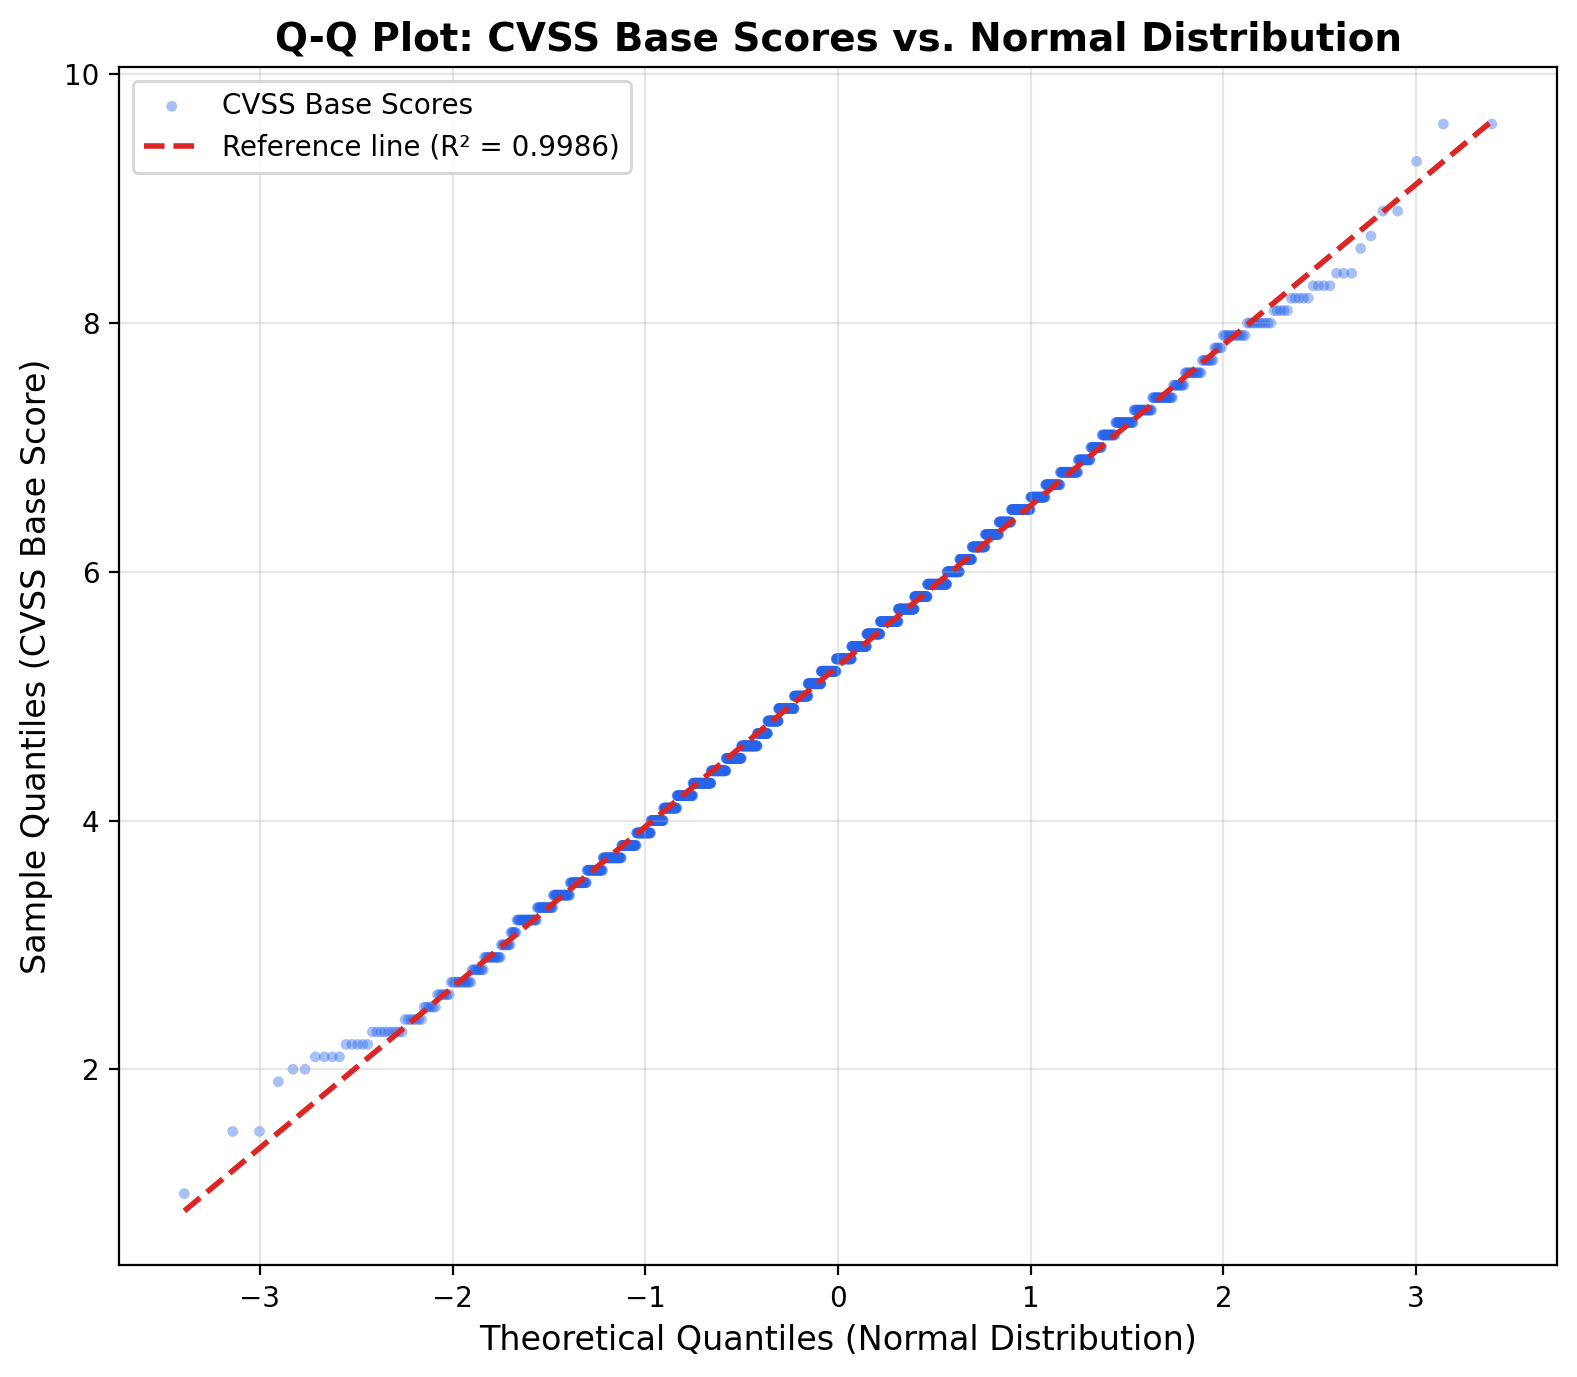 Q-Q Plot: CVSS Base Scores vs. Normal Distribution
CVSS Base Scores
Reference line (R² = 0.9986)
Sample Quantiles (CVSS Base Score)
10
8
6
4
2
−3 −2 −1 0 1 2 3
Theoretical Quantiles (Normal Distribution)